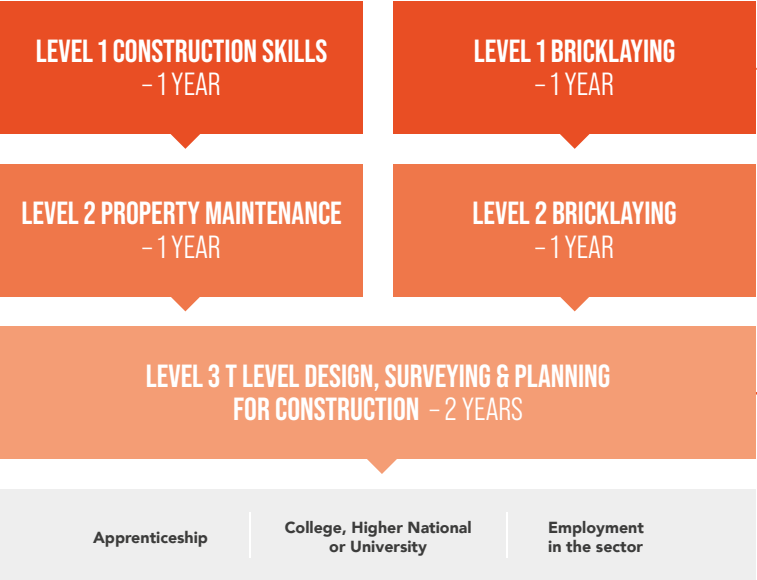 LEVEL 1 CONSTRUCTION SKILLS
– 1 YEAR
LEVEL 1 BRICKLAYING
– 1 YEAR
LEVEL 2 PROPERTY MAINTENANCE
– 1 YEAR
LEVEL 2 BRICKLAYING
– 1 YEAR
LEVEL 3 T LEVEL DESIGN, SURVEYING & PLANNING
FOR CONSTRUCTION – 2 YEARS
Apprenticeship
College, Higher National
or University
Employment
in the sector